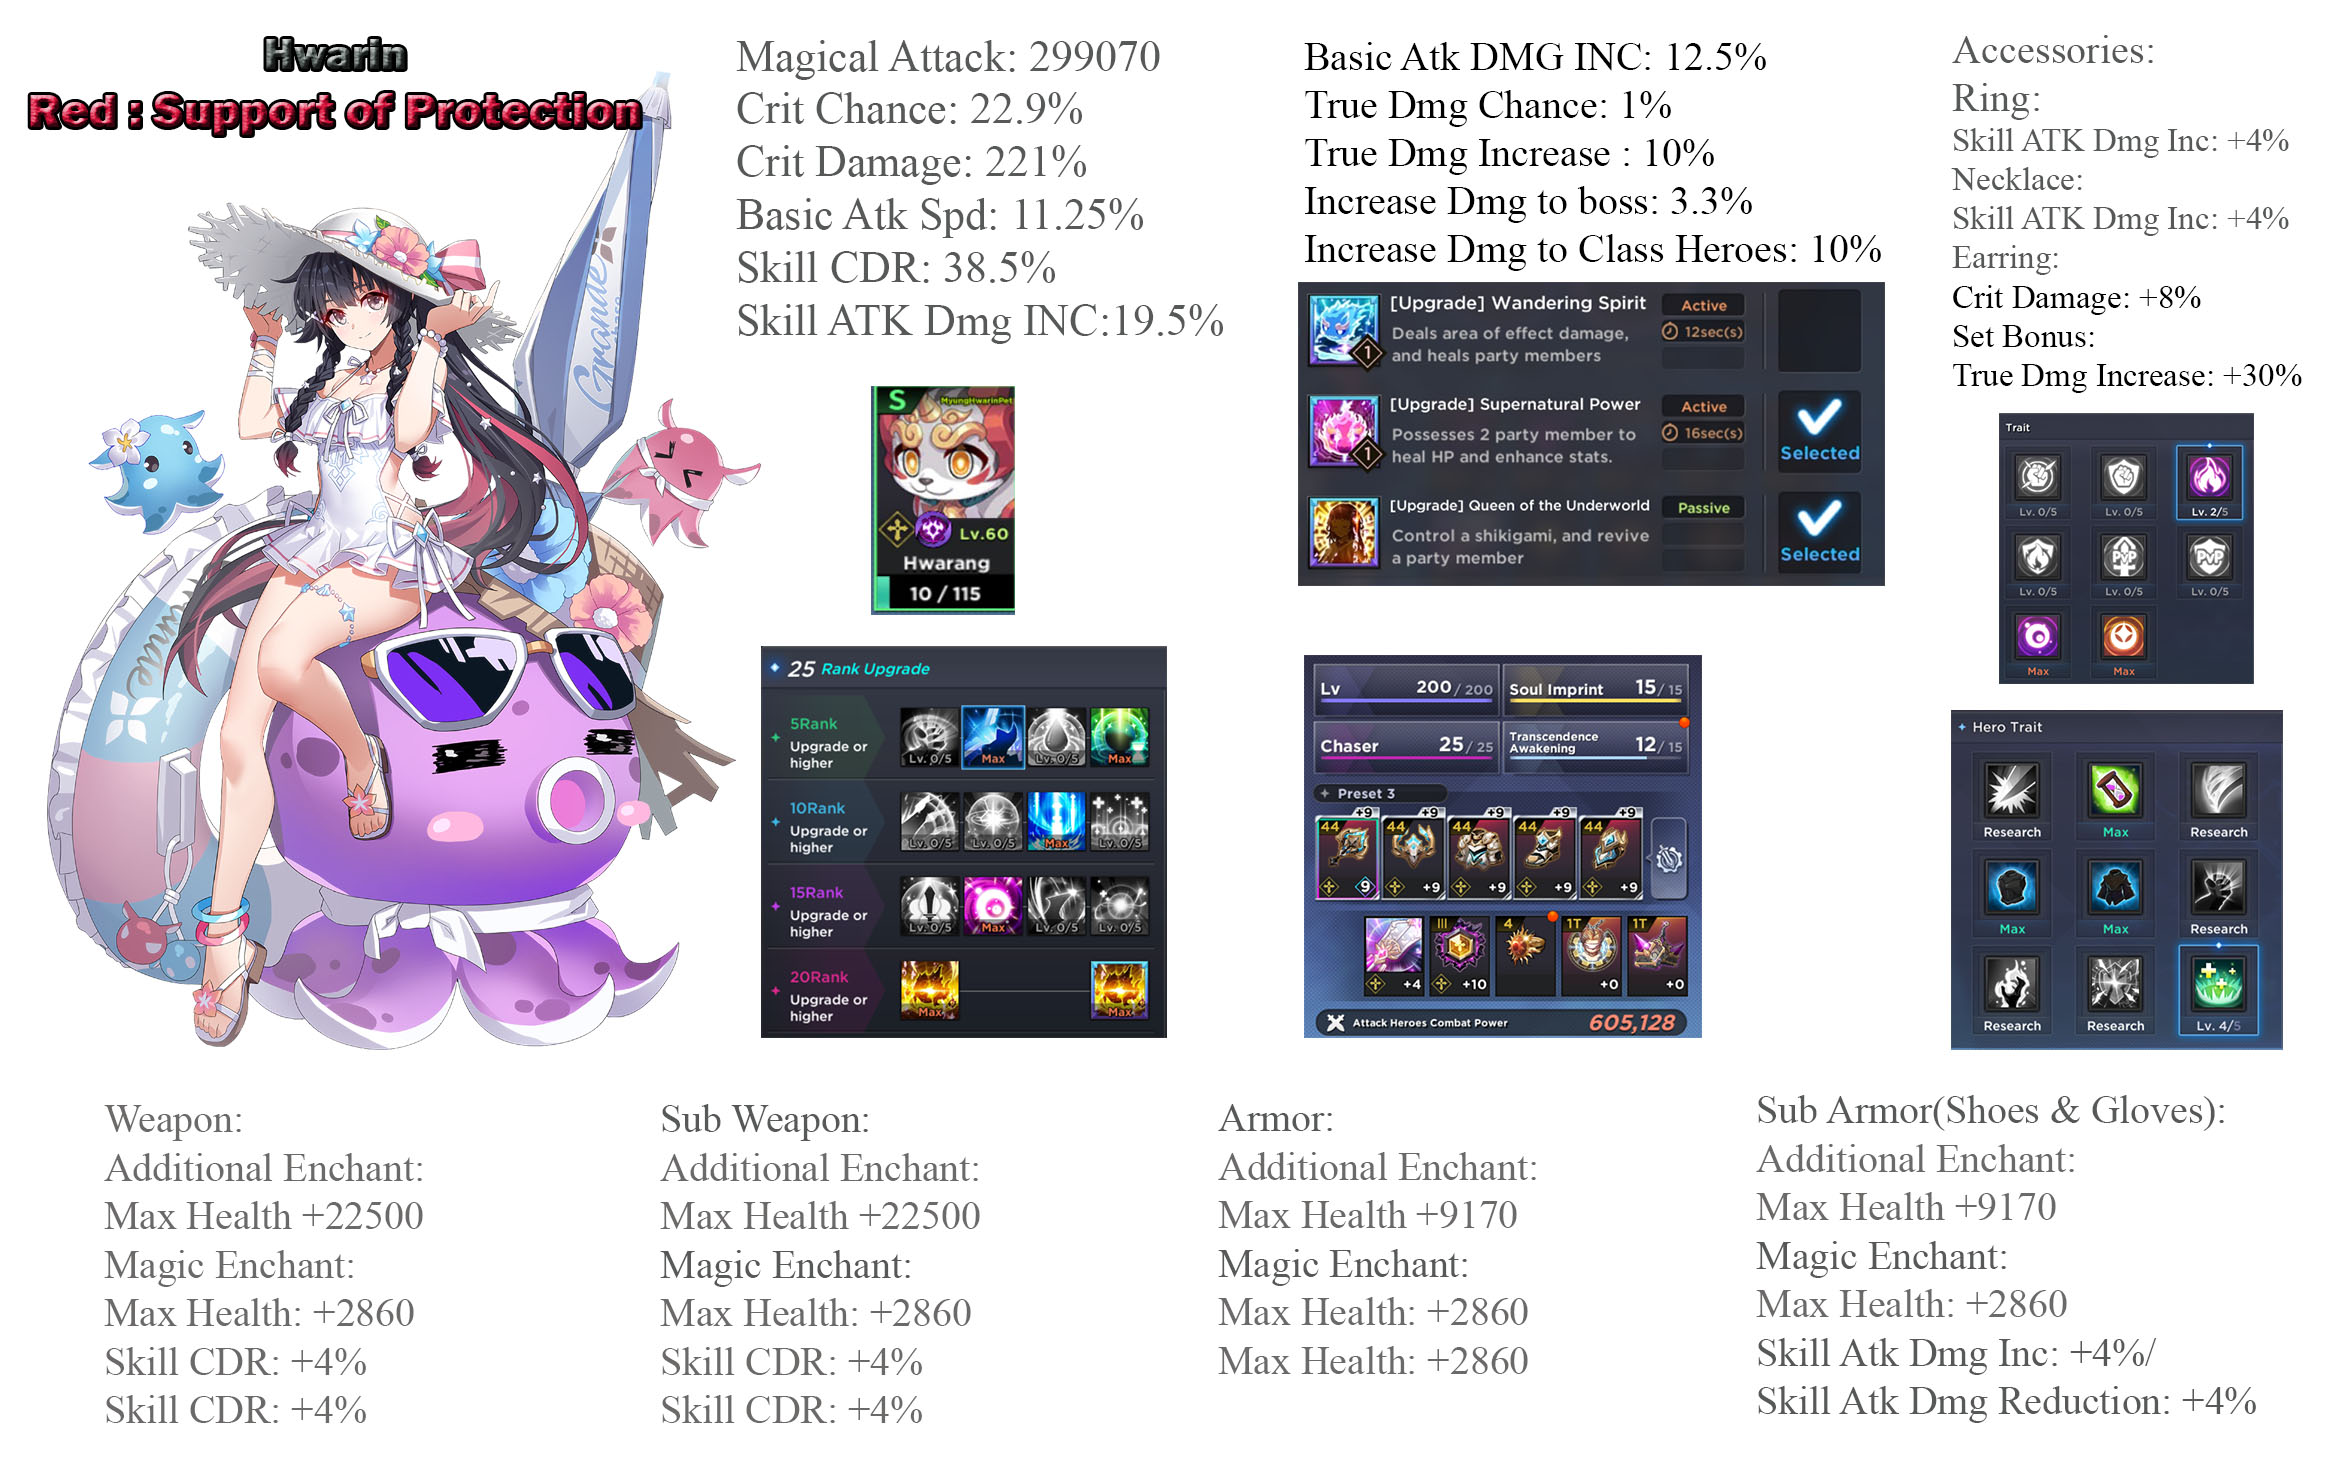 Hwarin
Red : Support of Protection
Grande
Magical Attack: 299070
Crit Chance: 22.9%
Crit Damage: 221%
Basic Atk Spd: 11.25%
Skill CDR: 38.5%
Skill ATK Dmg INC:19.5%
Basic Atk DMG INC: 12.5%
True Dmg Chance: 1%
True Dmg Increase : 10%
Increase Dmg to boss: 3.3%
Increase Dmg to Class Heroes: 10%
Accessories:
Ring:
Skill ATK Dmg Inc: +4%
Necklace:
Skill ATK Dmg Inc: +4%
Earring:
Crit Damage: +8%
Set Bonus:
True Dmg Increase: +30%
S
MyungHwarinPet
Lv.60
Hwarang
10 / 115
[Upgrade] Wandering Spirit
Active
Deals area of effect damage,
12sec(s)
and heals party members
1
[Upgrade] Supernatural Power
Active
Possesses 2 party member to
16sec(s)
heal HP and enhance stats.
1
Selected
[Upgrade] Queen of the Underworld
Passive
Control a shikigami, and revive
a party member
Selected
Trait
Lv. 0/5 Lv. 0/5 Lv. 2/5
Lv. 0/5 Lv. 0/5 Lv. 0/5
PVP PVP
Max Max
25 Rank Upgrade
5Rank
Upgrade or
higher
Lv. 0/5 Max Lv. 0/5 Max
10Rank
Upgrade or
higher
Lv. 0/5 Lv. 0/5 Max Lv. 0/5
15Rank
Upgrade or
higher
Lv. 0/5 Max Lv. 0/5 Lv. 0/5
20Rank
Upgrade or
higher
Max Max
Lv 200 / 200 Soul Imprint 15 / 15
Chaser 25 / 25 Transcendence
Awakening 12 / 15
Preset 3
+9 +9 +9 +9 +9
44 44 44 44 44
9 +9 +9 +9 +9
III 4 1T 1T
+4 +10 +0 +0
Attack Heroes Combat Power 605,128
Hero Trait
Research Max Research
Max Max Research
Research Research Lv. 4/5
Weapon:
Additional Enchant:
Max Health +22500
Magic Enchant:
Max Health: +2860
Skill CDR: +4%
Skill CDR: +4%
Sub Weapon:
Additional Enchant:
Max Health +22500
Magic Enchant:
Max Health: +2860
Skill CDR: +4%
Skill CDR: +4%
Armor:
Additional Enchant:
Max Health +9170
Magic Enchant:
Max Health: +2860
Max Health: +2860
Sub Armor(Shoes & Gloves):
Additional Enchant:
Max Health +9170
Magic Enchant:
Max Health: +2860
Skill Atk Dmg Inc: +4%/
Skill Atk Dmg Reduction: +4%